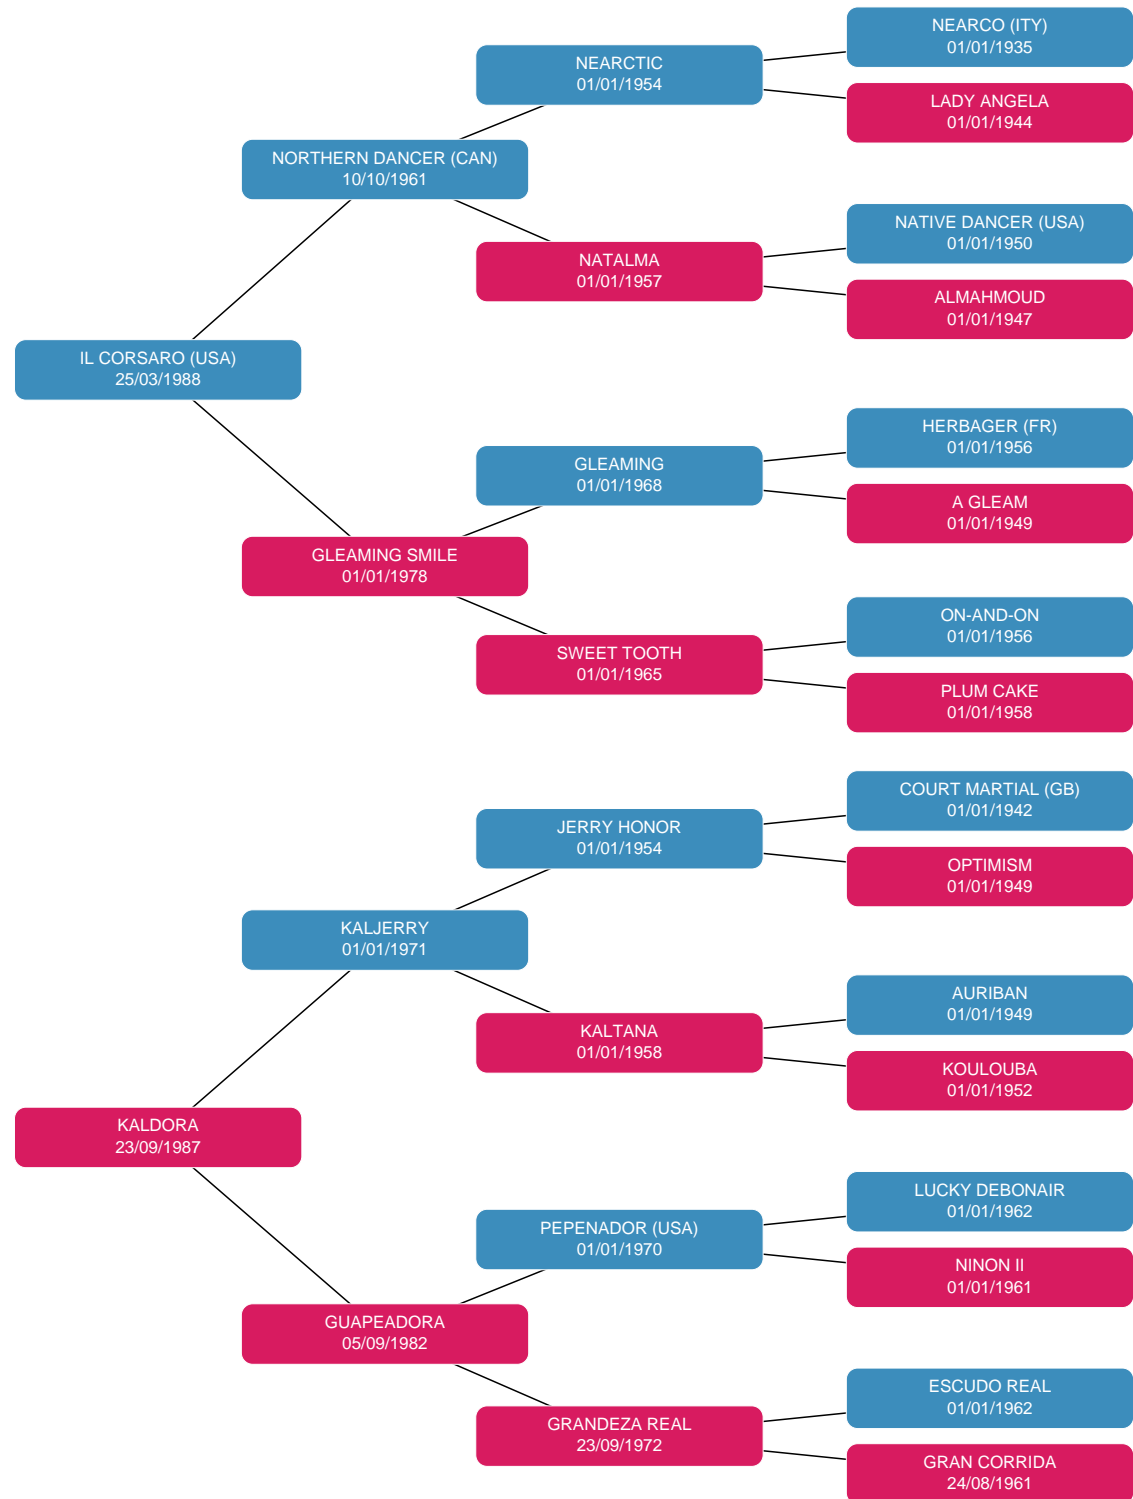 NEARCO (ITY)
01/01/1935
NEARCTIC
01/01/1954
LADY ANGELA
01/01/1944
NORTHERN DANCER (CAN)
10/10/1961
NATIVE DANCER (USA)
01/01/1950
NATALMA
01/01/1957
ALMAHMOUD
01/01/1947
IL CORSARO (USA)
25/03/1988
HERBAGER (FR)
01/01/1956
GLEAMING
01/01/1968
A GLEAM
01/01/1949
GLEAMING SMILE
01/01/1978
ON-AND-ON
01/01/1956
SWEET TOOTH
01/01/1965
PLUM CAKE
01/01/1958
COURT MARTIAL (GB)
01/01/1942
JERRY HONOR
01/01/1954
OPTIMISM
01/01/1949
KALJERRY
01/01/1971
AURIBAN
01/01/1949
KALTANA
01/01/1958
KOULOUBA
01/01/1952
KALDORA
23/09/1987
LUCKY DEBONAIR
01/01/1962
PEPENADOR (USA)
01/01/1970
NINON II
01/01/1961
GUAPEADORA
05/09/1982
ESCUDO REAL
01/01/1962
GRANDEZA REAL
23/09/1972
GRAN CORRIDA
24/08/1961